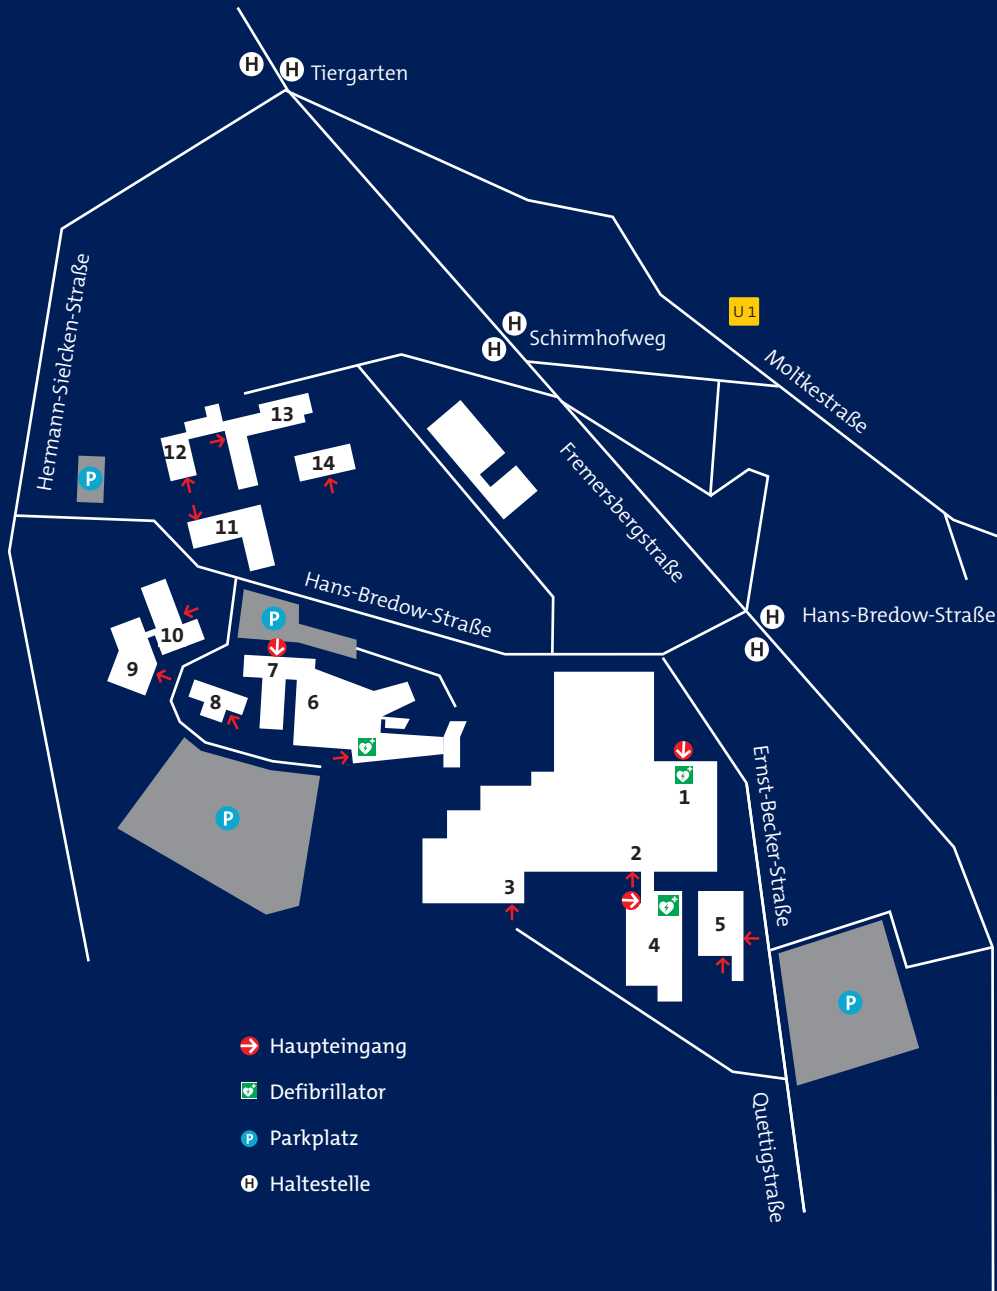 H
H Tiergarten
U 1
H Schirmhofweg
H
Moltkestraße
Hermann-Sielcken-Straße
Fremersbergstraße
13
12
14
P
11
Hans-Bredow-Straße
P
10
H Hans-Bredow-Straße
H
9
7
8
6
Ernst-Becker-Straße
1
P
2
3
5
4
P
Haupteingang
Defibrillator
P Parkplatz
H Haltestelle
Quettigstraße